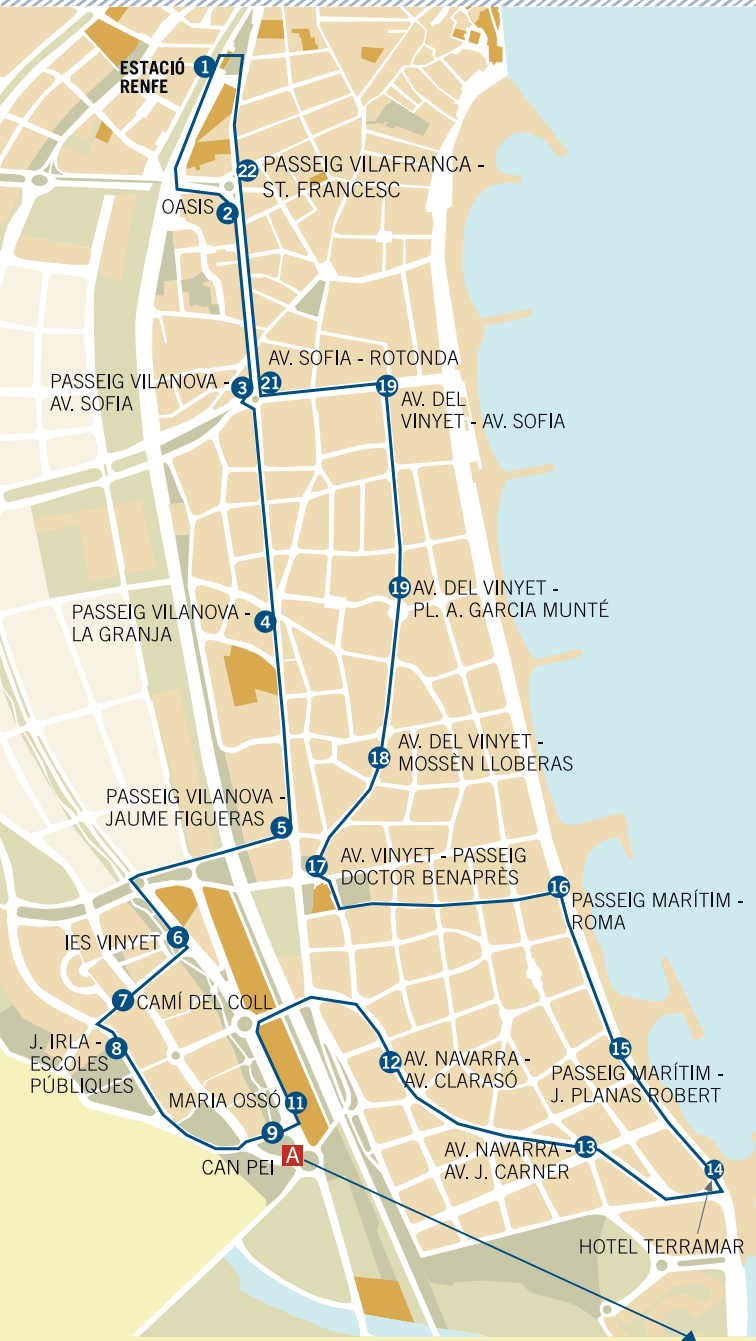 ESTACIÓ
RENFE
1
22
PASSEIG VILAFRANCA -
ST. FRANCESC
OASIS
2
AV. SOFIA - ROTONDA
21
PASSEIG VILANOVA -
AV. SOFIA
3
19
AV. DEL
VINYET - AV. SOFIA
19
AV. DEL VINYET -
PL. A. GARCIA MUNTÉ
PASSEIG VILANOVA -
LA GRANJA
4
18
AV. DEL VINYET -
MOSSÈN LLOBERAS
PASSEIG VILANOVA -
JAUME FIGUERAS
5
17
AV. VINYET - PASSEIG
DOCTOR BENAPRÈS
16
PASSEIG MARÍTIM -
ROMA
IES VINYET
6
7
CAMÍ DEL COLL
J. IRLA -
ESCOLES
PÚBLIQUES
8
12
AV. NAVARRA -
AV. CLARASÓ
15
PASSEIG MARÍTIM -
J. PLANAS ROBERT
MARIA OSSÓ
11
9
CAN PEI
A
AV. NAVARRA -
AV. J. CARNER
13
14
HOTEL TERRAMAR